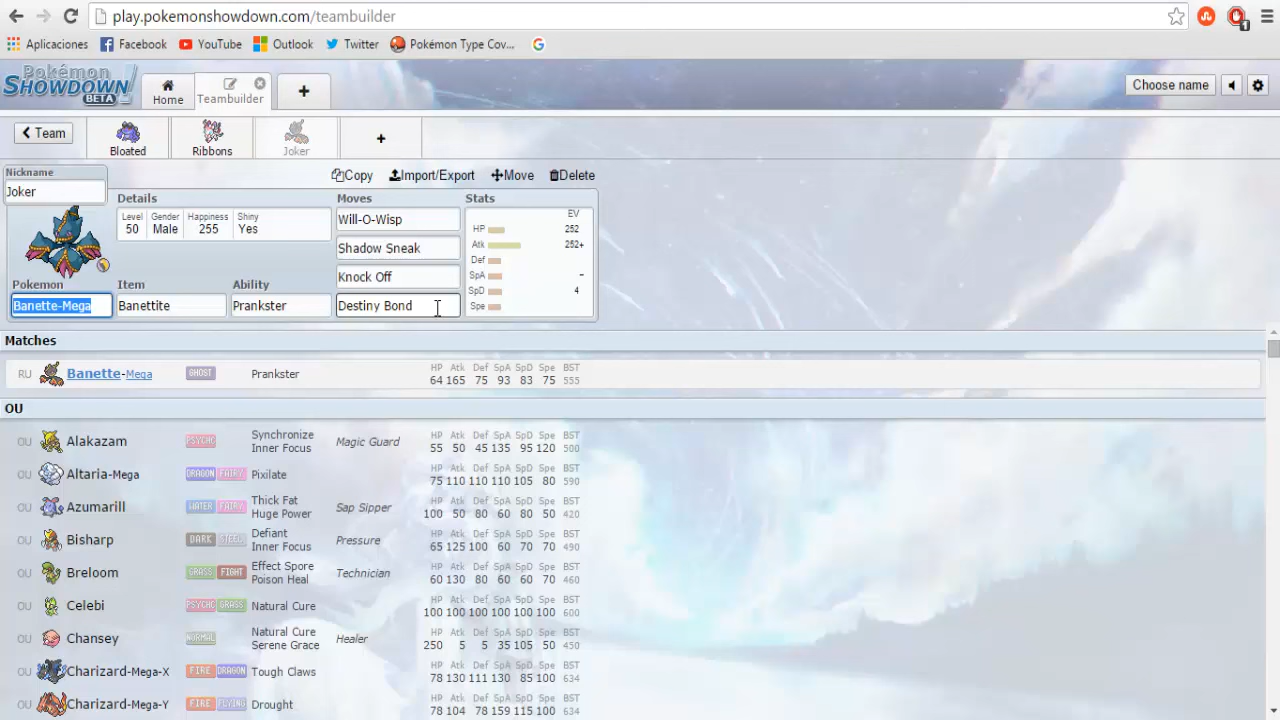 play.pokemonshowdown.com/teambuilder
Aplicaciones Facebook YouTube Outlook Twitter Pokémon Type Cov...
Pokémon Showdown! BETA
Home
Teambuilder
+
Choose name
Team
Bloated
Ribbons
Joker
+
Nickname
Joker
Copy Import/Export Move Delete
Details
Level Gender Happiness Shiny
50 Male 255 Yes
Moves
Will-O-Wisp
Shadow Sneak
Knock Off
Destiny Bond
Stats
EV
HP 252
Atk 252+
Def
SpA −
SpD 4
Spe
Pokemon Item Ability
Banette-Mega Banettite Prankster
Matches
RU Banette-Mega GHOST Prankster HP 64 Atk 165 Def 75 SpA 93 SpD 83 Spe 75 BST 555
OU
OU Alakazam PSYCHC Synchronize Inner Focus Magic Guard HP 55 Atk 50 Def 45 SpA 135 SpD 95 Spe 120 BST 500
OU Altaria-Mega DRAGON FAIRY Pixilate HP 75 Atk 110 Def 110 SpA 110 SpD 105 Spe 80 BST 590
OU Azumarill WATER FAIRY Thick Fat Huge Power Sap Sipper HP 100 Atk 50 Def 80 SpA 60 SpD 80 Spe 50 BST 420
OU Bisharp DARK STEEL Defiant Inner Focus Pressure HP 65 Atk 125 Def 100 SpA 60 SpD 70 Spe 70 BST 490
OU Breloom GRASS FIGHT Effect Spore Poison Heal Technician HP 60 Atk 130 Def 80 SpA 60 SpD 60 Spe 70 BST 460
OU Celebi PSYCHC GRASS Natural Cure HP 100 Atk 100 Def 100 SpA 100 SpD 100 Spe 100 BST 600
OU Chansey NORMAL Natural Cure Serene Grace Healer HP 250 Atk 5 Def 5 SpA 35 SpD 105 Spe 50 BST 450
OU Charizard-Mega-X FIRE DRAGON Tough Claws HP 78 Atk 130 Def 111 SpA 130 SpD 85 Spe 100 BST 634
OU Charizard-Mega-Y FIRE FLYING Drought HP 78 Atk 104 Def 78 SpA 159 SpD 115 Spe 100 BST 634